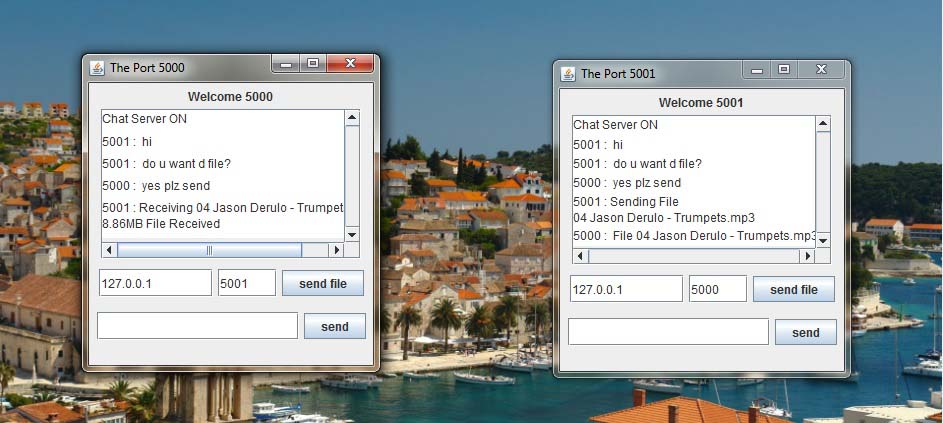 The Port 5000
Welcome 5000
Chat Server ON
5001 : hi
5001 : do u want d file?
5000 : yes plz send
5001 : Receiving 04 Jason Derulo - Trumpet
8.86MB File Received
127.0.0.1
5001
send file
send
The Port 5001
Welcome 5001
Chat Server ON
5001 : hi
5001 : do u want d file?
5000 : yes plz send
5001 : Sending File
04 Jason Derulo - Trumpets.mp3
5000 : File 04 Jason Derulo - Trumpets.mp3
127.0.0.1
5000
send file
send